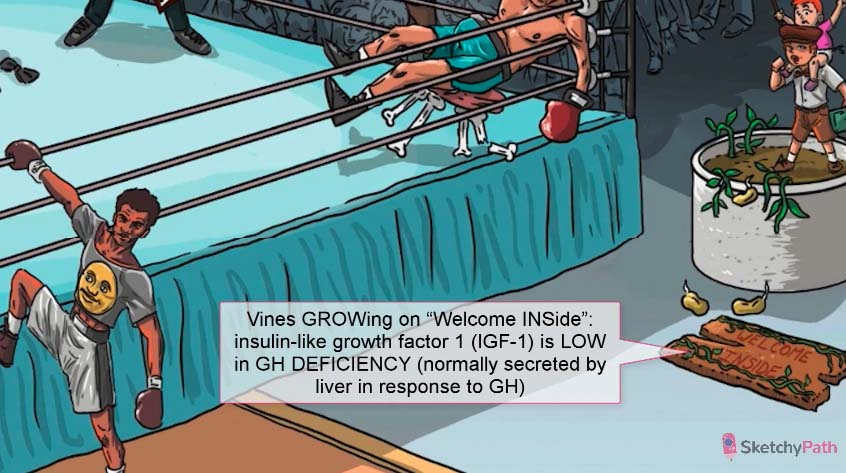 Vines GROWing on “Welcome INSide”:
insulin-like growth factor 1 (IGF-1) is LOW
in GH DEFICIENCY (normally secreted by
liver in response to GH)
WELCOME
INSIDE
SketchyPath